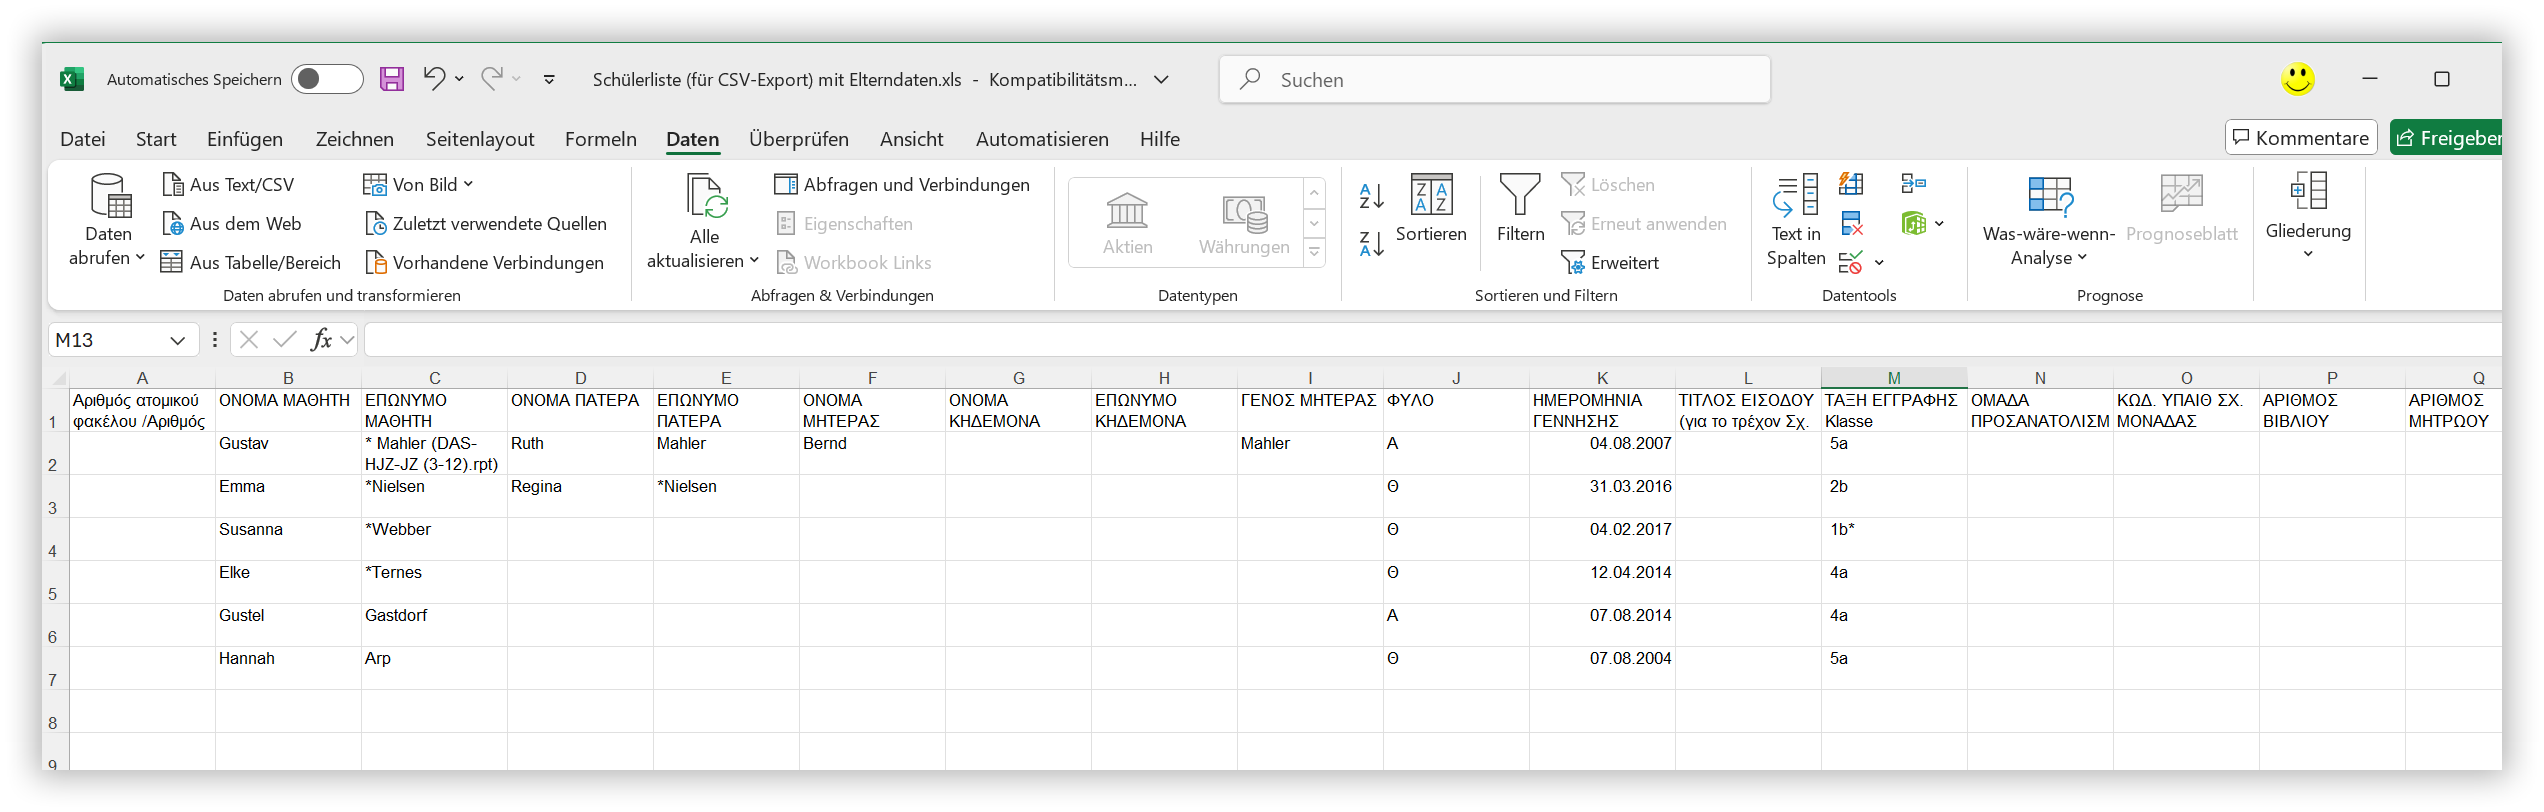 Automatisches Speichern Schülerliste (für CSV-Export) mit Elterndaten.xls - Kompatibilitätsm... Suchen
Datei Start Einfügen Zeichnen Seitenlayout Formeln Daten Überprüfen Ansicht Automatisieren Hilfe Kommentare Freigeben
Daten abrufen
Aus Text/CSV
Aus dem Web
Aus Tabelle/Bereich
Von Bild
Zuletzt verwendete Quellen
Vorhandene Verbindungen
Daten abrufen und transformieren
Alle aktualisieren
Abfragen und Verbindungen
Eigenschaften
Workbook Links
Abfragen & Verbindungen
Aktien
Währungen
Datentypen
Sortieren
Filtern
Löschen
Erneut anwenden
Erweitert
Sortieren und Filtern
Text in Spalten
Datentools
Was-wäre-wenn-Analyse
Prognoseblatt
Prognose
Gliederung
M13 fx
A B C D E F G H I J K L M N O P Q
1 Αριθμός ατομικού φακέλου /Αριθμός ΟΝΟΜΑ ΜΑΘΗΤΗ ΕΠΩΝΥΜΟ ΜΑΘΗΤΗ ΟΝΟΜΑ ΠΑΤΕΡΑ ΕΠΩΝΥΜΟ ΠΑΤΕΡΑ ΟΝΟΜΑ ΜΗΤΕΡΑΣ ΟΝΟΜΑ ΚΗΔΕΜΟΝΑ ΕΠΩΝΥΜΟ ΚΗΔΕΜΟΝΑ ΓΕΝΟΣ ΜΗΤΕΡΑΣ ΦΥΛΟ ΗΜΕΡΟΜΗΝΙΑ ΓΕΝΝΗΣΗΣ ΤΙΤΛΟΣ ΕΙΣΟΔΟΥ (για το τρέχον Σχ. ΤΑΞΗ ΕΓΓΡΑΦΗΣ Klasse ΟΜΑΔΑ ΠΡΟΣΑΝΑΤΟΛΙΣΜ ΚΩΔ. ΥΠΑΙΘ ΣΧ. ΜΟΝΑΔΑΣ ΑΡΙΘΜΟΣ ΒΙΒΛΙΟΥ ΑΡΙΘΜΟΣ ΜΗΤΡΩΟΥ
2 Gustav * Mahler (DAS-HJZ-JZ (3-12).rpt) Ruth Mahler Bernd Mahler Α 04.08.2007 5a
3 Emma *Nielsen Regina *Nielsen Θ 31.03.2016 2b
4 Susanna *Webber Θ 04.02.2017 1b*
5 Elke *Ternes Θ 12.04.2014 4a
6 Gustel Gastdorf Α 07.08.2014 4a
7 Hannah Arp Θ 07.08.2004 5a
8
9